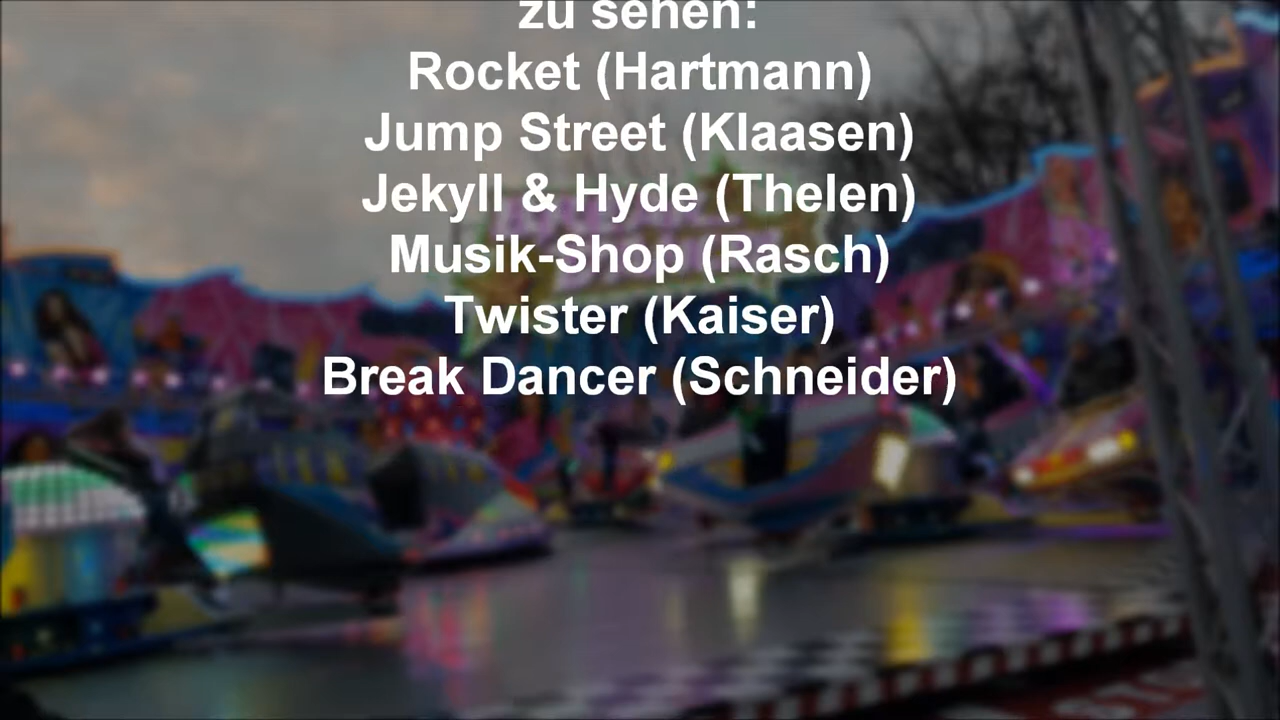 zu sehen:
Rocket (Hartmann)
Jump Street (Klaasen)
Jekyll & Hyde (Thelen)
Musik-Shop (Rasch)
Twister (Kaiser)
Break Dancer (Schneider)